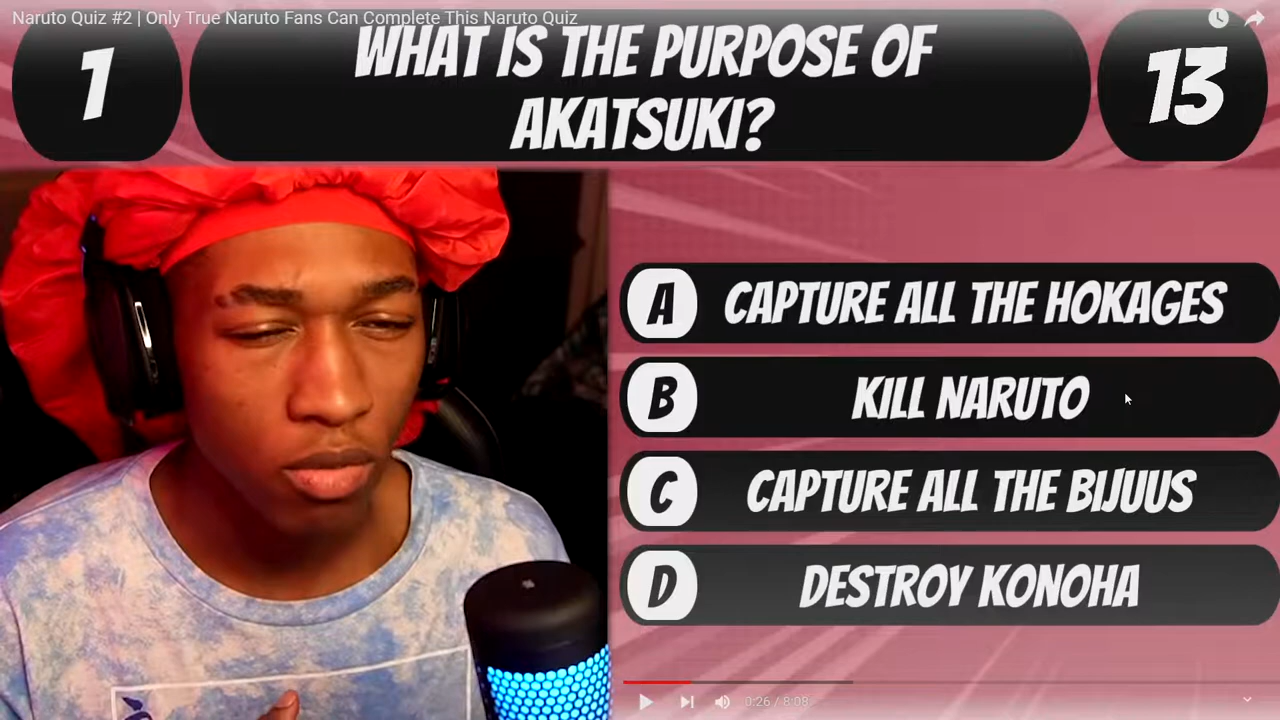 Naruto Quiz #2 | Only True Naruto Fans Can Complete This Naruto Quiz
1
WHAT IS THE PURPOSE OF
AKATSUKI?
13
A CAPTURE ALL THE HOKAGES
B KILL NARUTO
C CAPTURE ALL THE BIJUUS
D DESTROY KONOHA
0:26 / 8:08